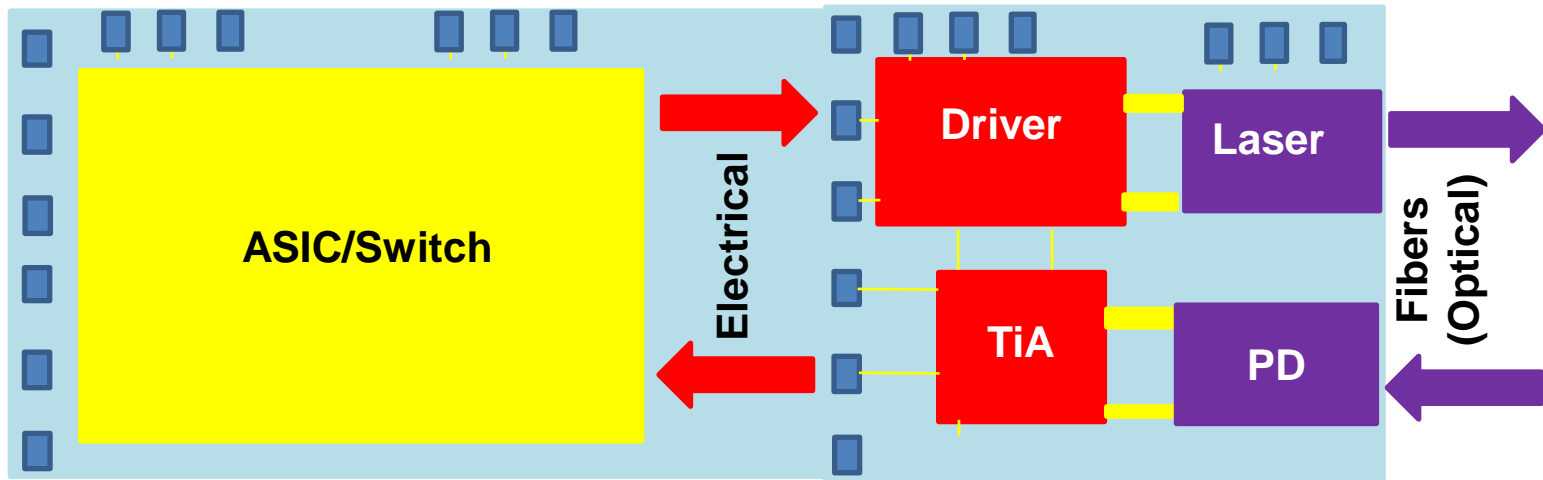 ASIC/Switch
Electrical
Driver
Laser
TiA
PD
Fibers
(Optical)